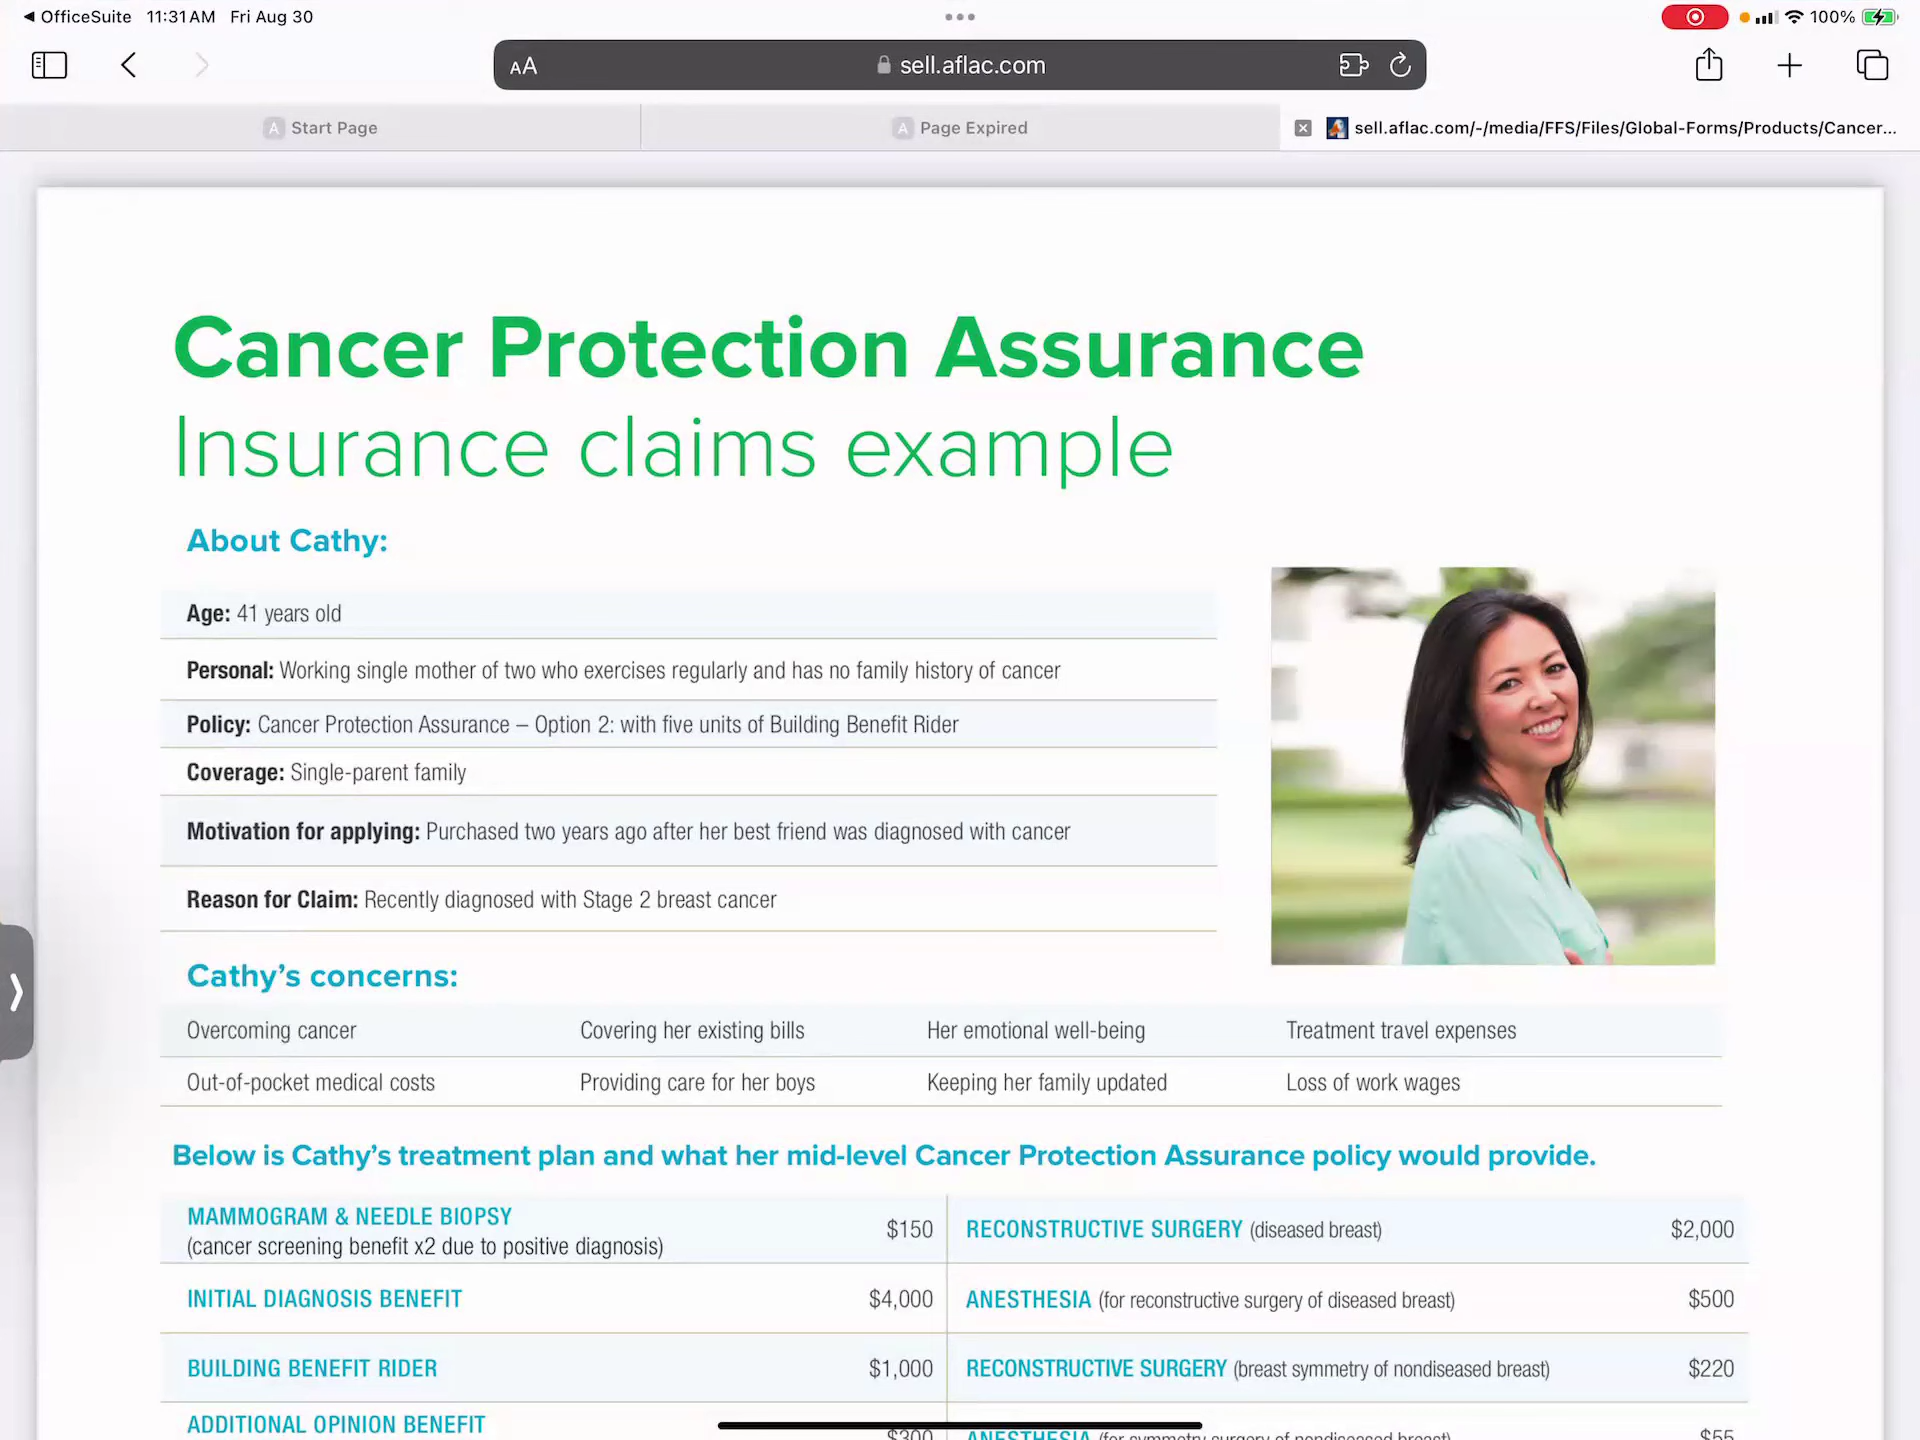 OfficeSuite 11:31 AM Fri Aug 30
100%
AA sell.aflac.com
A Start Page
A Page Expired
sell.aflac.com/-/media/FFS/Files/Global-Forms/Products/Cancer...
Cancer Protection Assurance
Insurance claims example
About Cathy:
Age: 41 years old
Personal: Working single mother of two who exercises regularly and has no family history of cancer
Policy: Cancer Protection Assurance – Option 2: with five units of Building Benefit Rider
Coverage: Single-parent family
Motivation for applying: Purchased two years ago after her best friend was diagnosed with cancer
Reason for Claim: Recently diagnosed with Stage 2 breast cancer
Cathy’s concerns:
Overcoming cancer Covering her existing bills Her emotional well-being Treatment travel expenses
Out-of-pocket medical costs Providing care for her boys Keeping her family updated Loss of work wages
Below is Cathy’s treatment plan and what her mid-level Cancer Protection Assurance policy would provide.
MAMMOGRAM & NEEDLE BIOPSY
(cancer screening benefit x2 due to positive diagnosis) $150
RECONSTRUCTIVE SURGERY (diseased breast) $2,000
INITIAL DIAGNOSIS BENEFIT $4,000
ANESTHESIA (for reconstructive surgery of diseased breast) $500
BUILDING BENEFIT RIDER $1,000
RECONSTRUCTIVE SURGERY (breast symmetry of nondiseased breast) $220
ADDITIONAL OPINION BENEFIT $300
ANESTHESIA (for symmetry surgery of nondiseased breast) $55